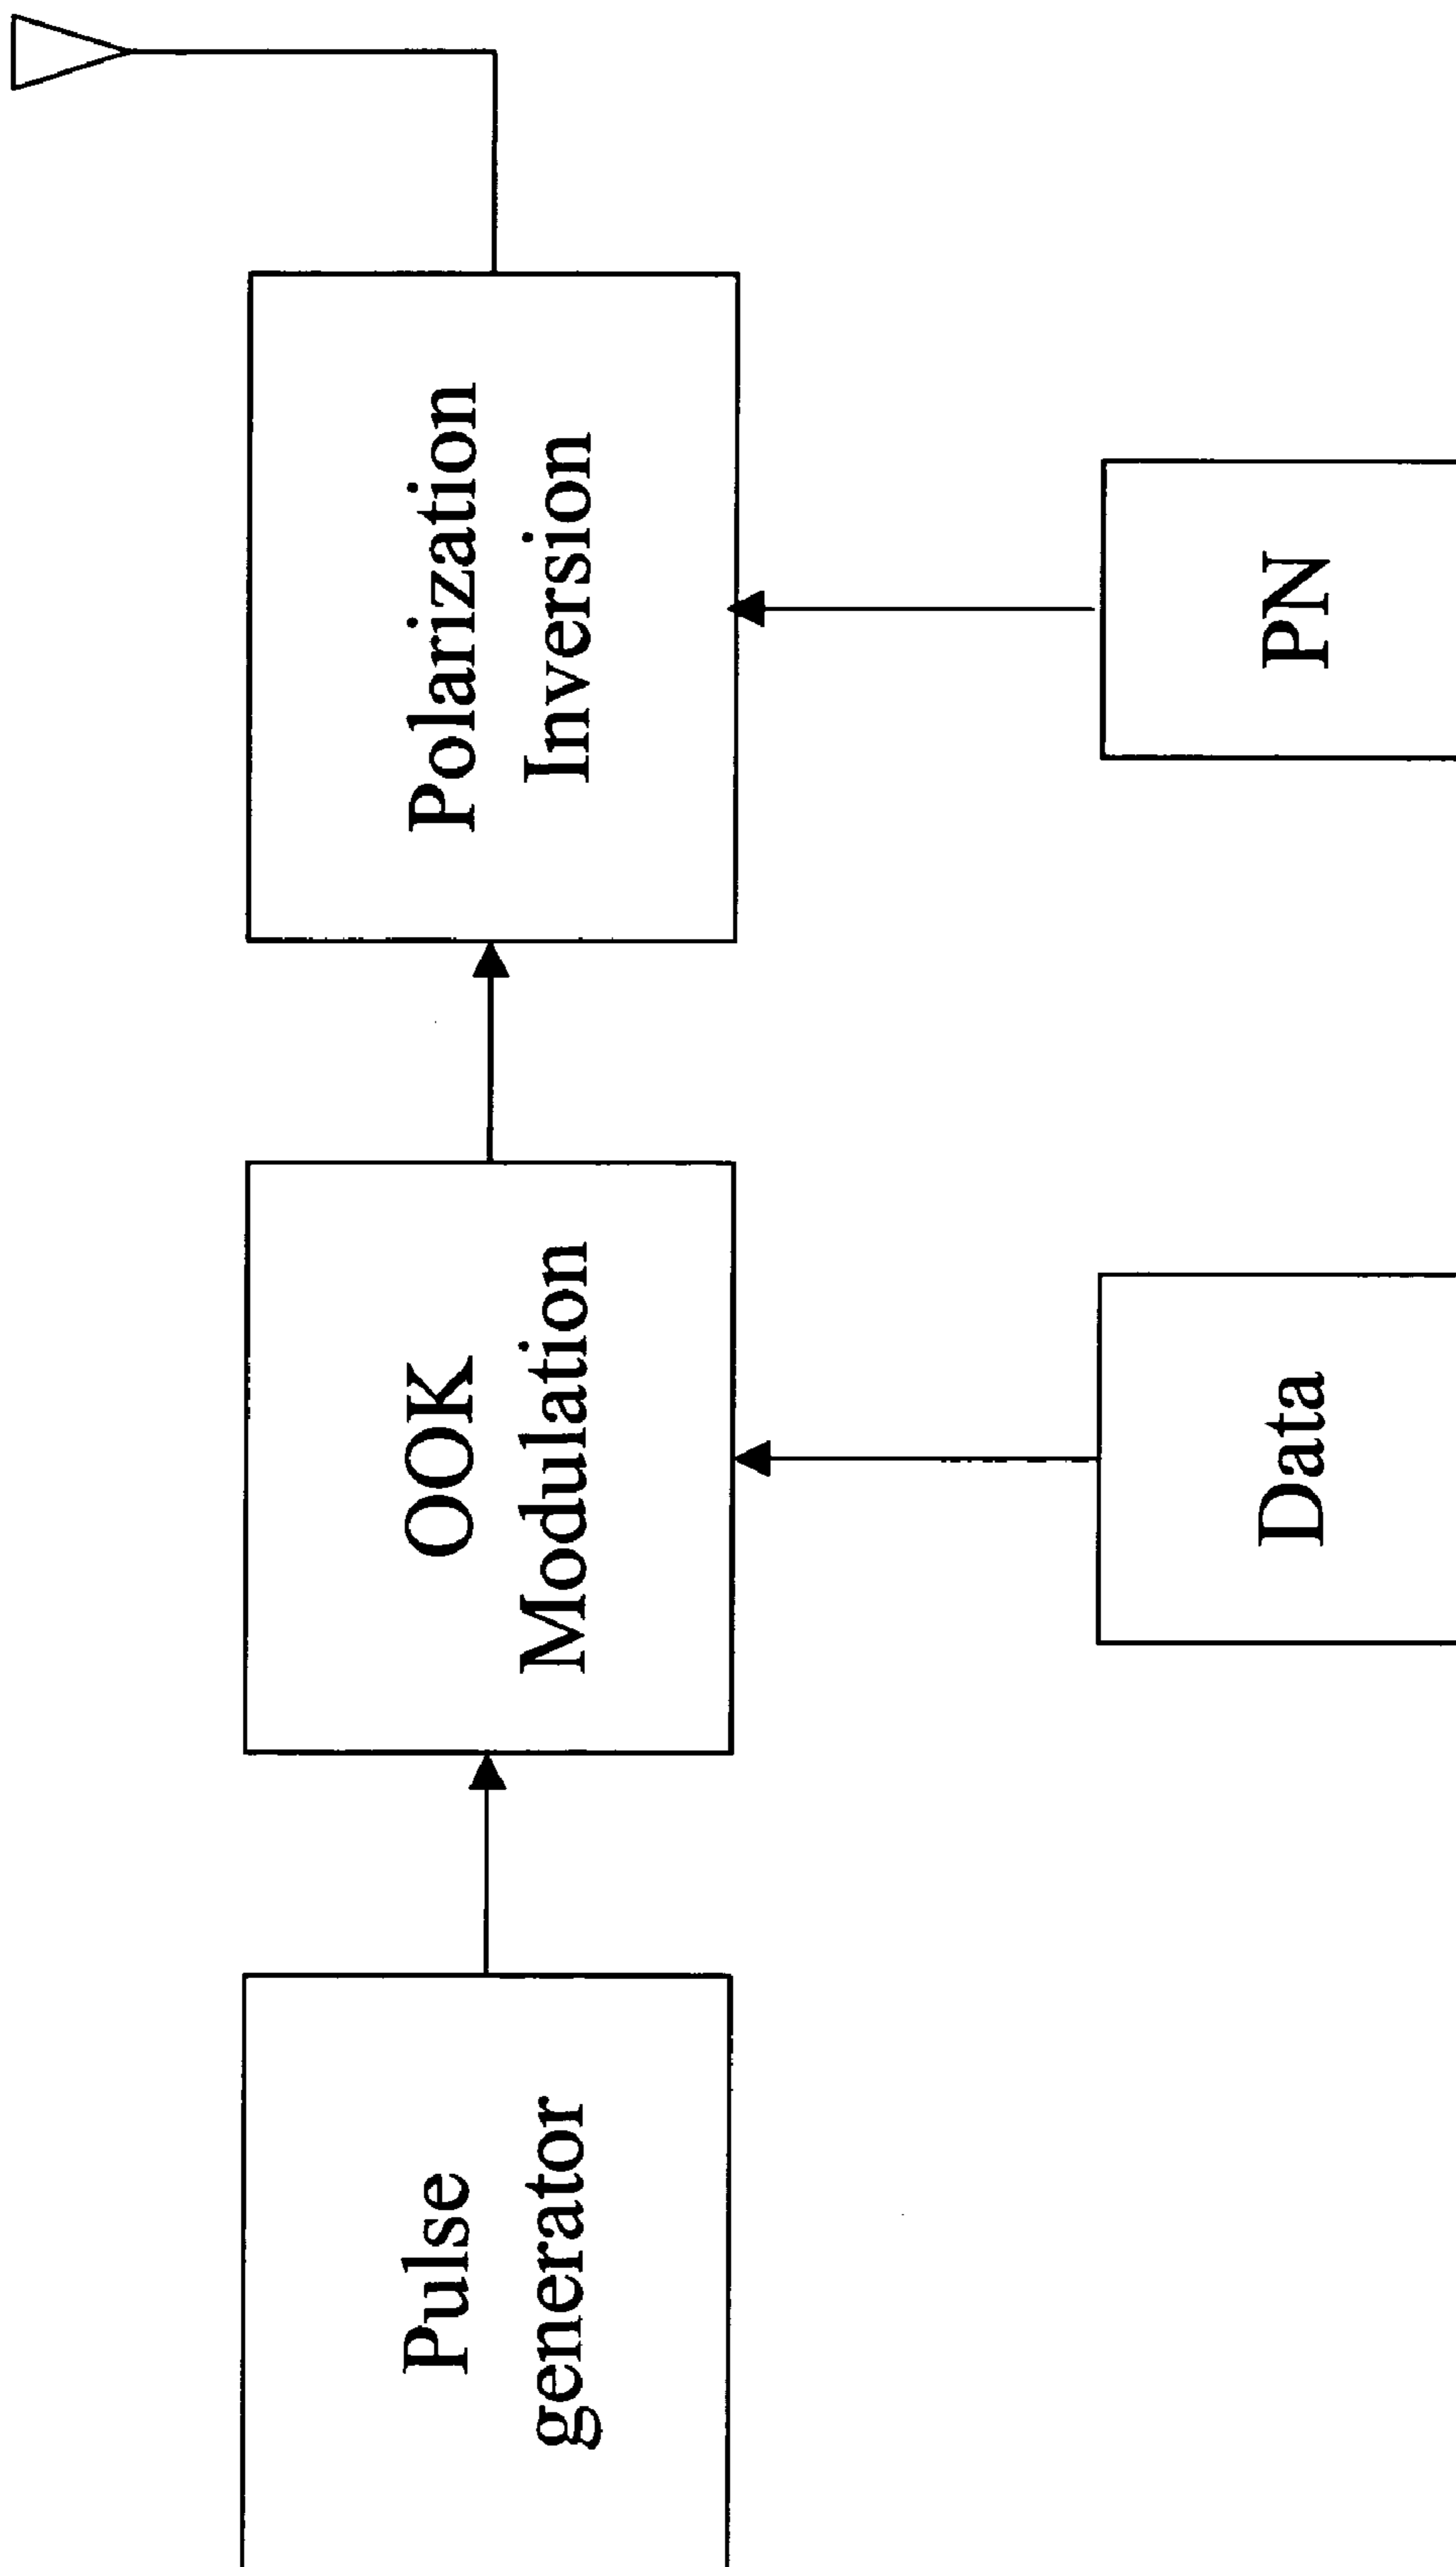 Pulse
generator
OOK
Modulation
Polarization
Inversion
Data
PN